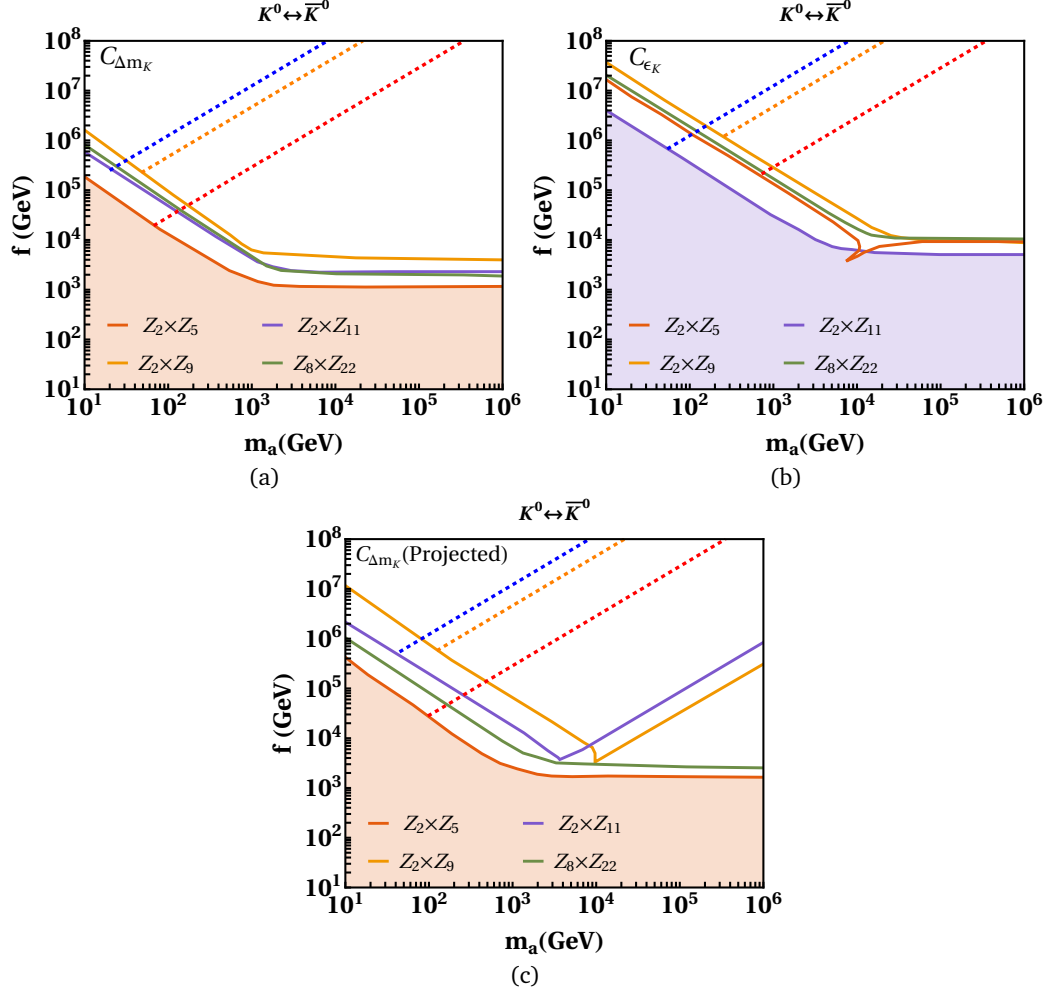 K⁰↔K̅⁰
C_{Δm_K}
f (GeV)
10⁸
10⁷
10⁶
10⁵
10⁴
10³
10²
10¹
Z₂×Z₅
Z₂×Z₁₁
Z₂×Z₉
Z₈×Z₂₂
10¹ 10² 10³ 10⁴ 10⁵ 10⁶
m_a(GeV)
(a)
K⁰↔K̅⁰
C_{ϵ_K}
f (GeV)
10⁸
10⁷
10⁶
10⁵
10⁴
10³
10²
10¹
Z₂×Z₅
Z₂×Z₁₁
Z₂×Z₉
Z₈×Z₂₂
10¹ 10² 10³ 10⁴ 10⁵ 10⁶
m_a(GeV)
(b)
K⁰↔K̅⁰
C_{Δm_K}(Projected)
f (GeV)
10⁸
10⁷
10⁶
10⁵
10⁴
10³
10²
10¹
Z₂×Z₅
Z₂×Z₁₁
Z₂×Z₉
Z₈×Z₂₂
10¹ 10² 10³ 10⁴ 10⁵ 10⁶
m_a(GeV)
(c)